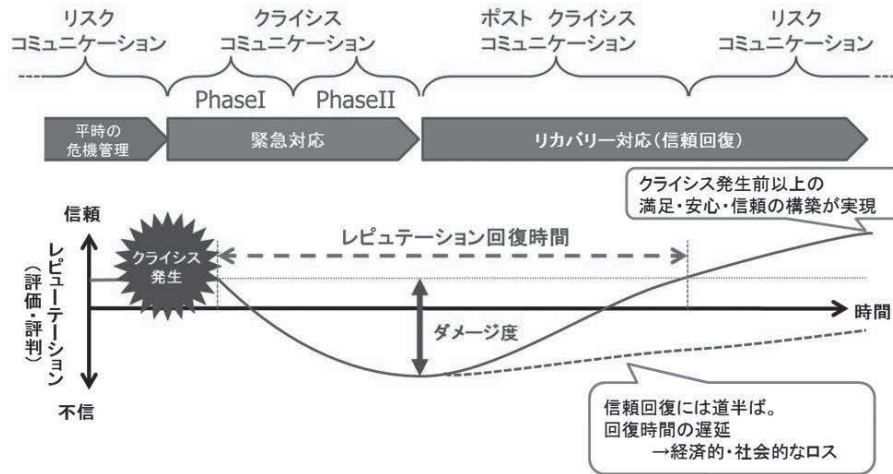 リスク
コミュニケーション
クライシス
コミュニケーション
ポスト クライシス
コミュニケーション
リスク
コミュニケーション
PhaseI
PhaseII
平時の
危機管理
緊急対応
リカバリー対応(信頼回復)
クライシス発生前以上の
満足・安心・信頼の構築が実現
信頼
レピュテーション回復時間
クライシス
発生
レピューテーション
(評価・評判)
時間
ダメージ度
不信
信頼回復には道半ば。
回復時間の遅延
→経済的・社会的なロス